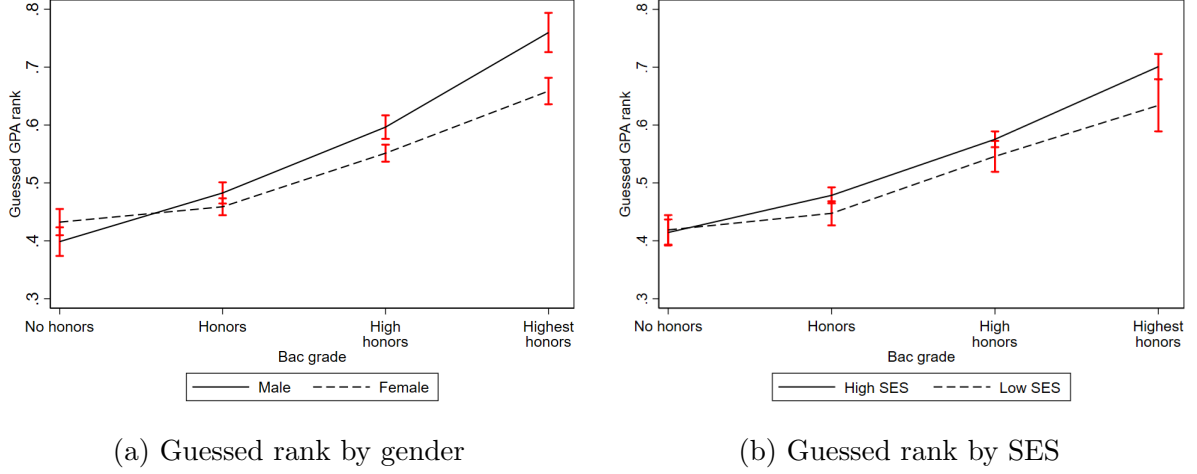 .8
.7
.6
.5
.4
.3
Guessed GPA rank
No honors
Honors
High
honors
Highest
honors
Bac grade
Male
Female
(a) Guessed rank by gender
.8
.7
.6
.5
.4
.3
Guessed GPA rank
No honors
Honors
High
honors
Highest
honors
Bac grade
High SES
Low SES
(b) Guessed rank by SES